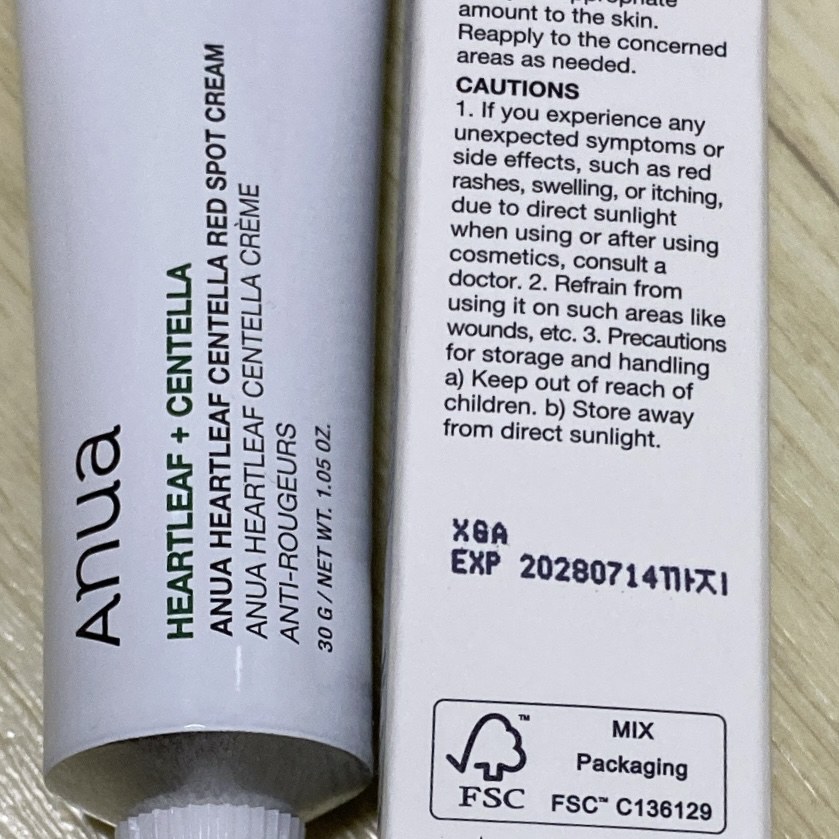 Anua
HEARTLEAF + CENTELLA
ANUA HEARTLEAF CENTELLA RED SPOT CREAM
ANUA HEARTLEAF CENTELLA CRÈME
ANTI-ROUGEURS
30 G / NET WT. 1.05 OZ.
amount to the skin.
Reapply to the concerned
areas as needed.
CAUTIONS
1. If you experience any
unexpected symptoms or
side effects, such as red
rashes, swelling, or itching,
due to direct sunlight
when using or after using
cosmetics, consult a
doctor. 2. Refrain from
using it on such areas like
wounds, etc. 3. Precautions
for storage and handling
a) Keep out of reach of
children. b) Store away
from direct sunlight.
XGA
EXP 20280714까지
FSC
MIX
Packaging
FSC™ C136129